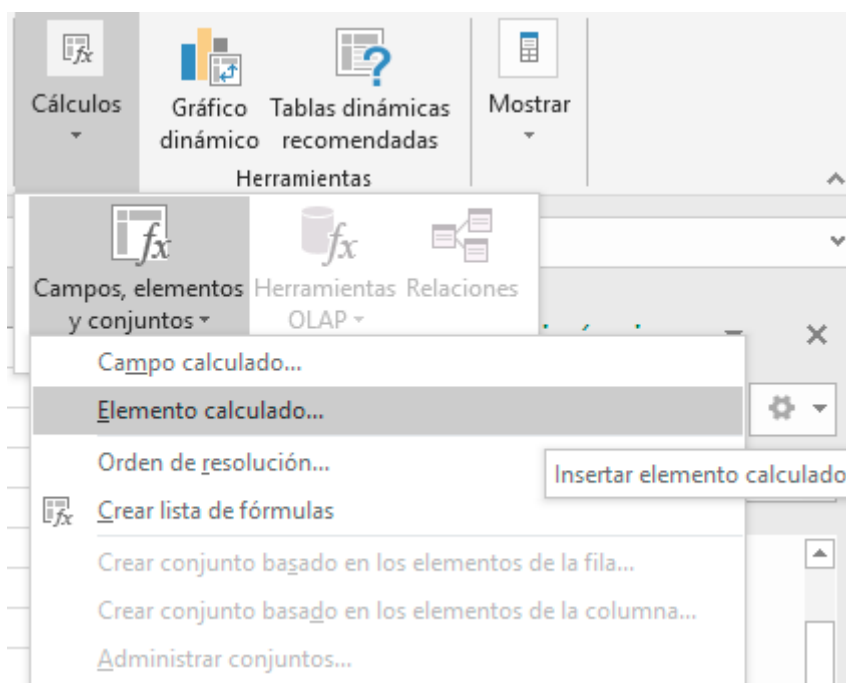 Cálculos
Gráfico dinámico
Tablas dinámicas recomendadas
Mostrar
Herramientas
Campos, elementos y conjuntos
Herramientas OLAP
Relaciones
Campo calculado...
Elemento calculado...
Orden de resolución...
Insertar elemento calculado
Crear lista de fórmulas
Crear conjunto basado en los elementos de la fila...
Crear conjunto basado en los elementos de la columna...
Administrar conjuntos...